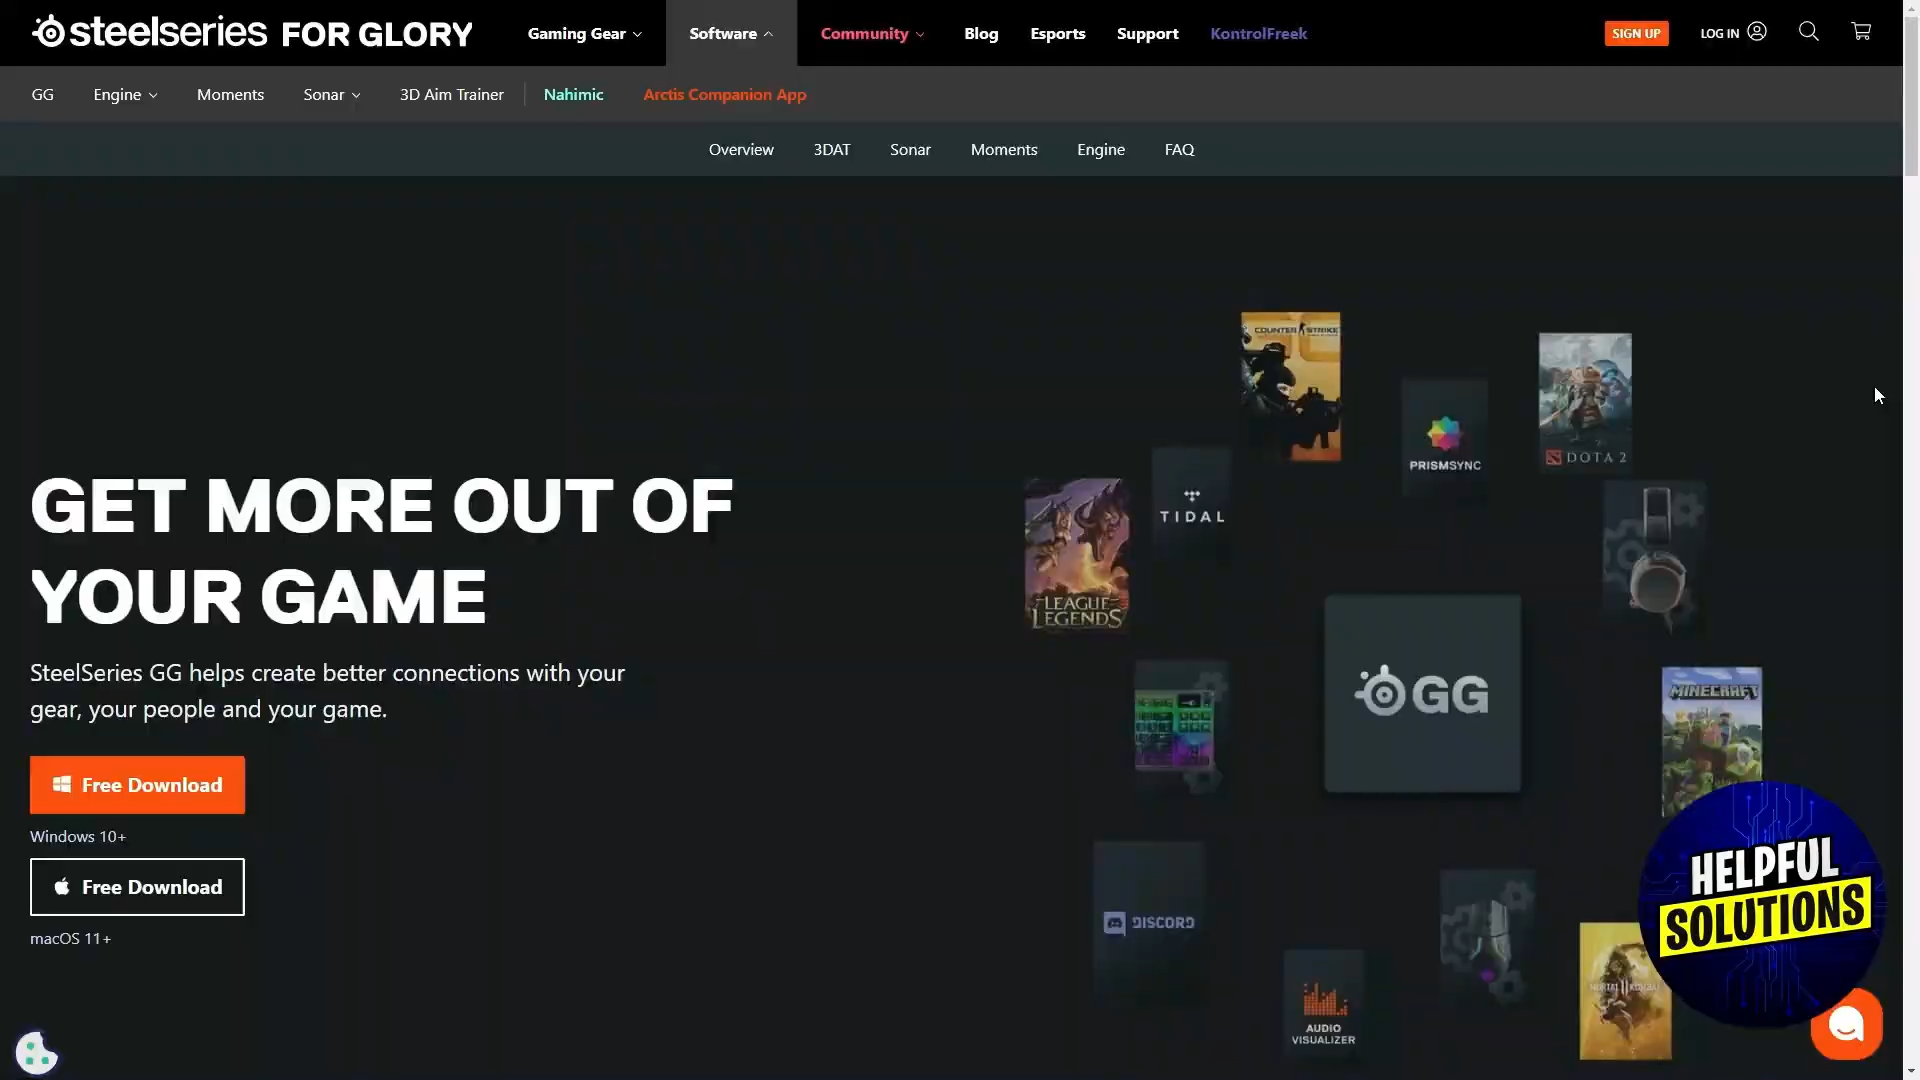 steelseries FOR GLORY
Gaming Gear
Software
Community
Blog
Esports
Support
KontrolFreek
SIGN UP
LOG IN
GG
Engine
Moments
Sonar
3D Aim Trainer
Nahimic
Arctis Companion App
Overview
3DAT
Sonar
Moments
Engine
FAQ
COUNTER STRIKE
PRISMSYNC
DOTA 2
TIDAL
LEAGUE
LEGENDS
GET MORE OUT OF
YOUR GAME
SteelSeries GG helps create better connections with your
gear, your people and your game.
GG
MINECRAFT
Free Download
Windows 10+
Free Download
macOS 11+
HELPFUL
SOLUTIONS
DISCORD
MORTAL KOMBAT
AUDIO
VISUALIZER